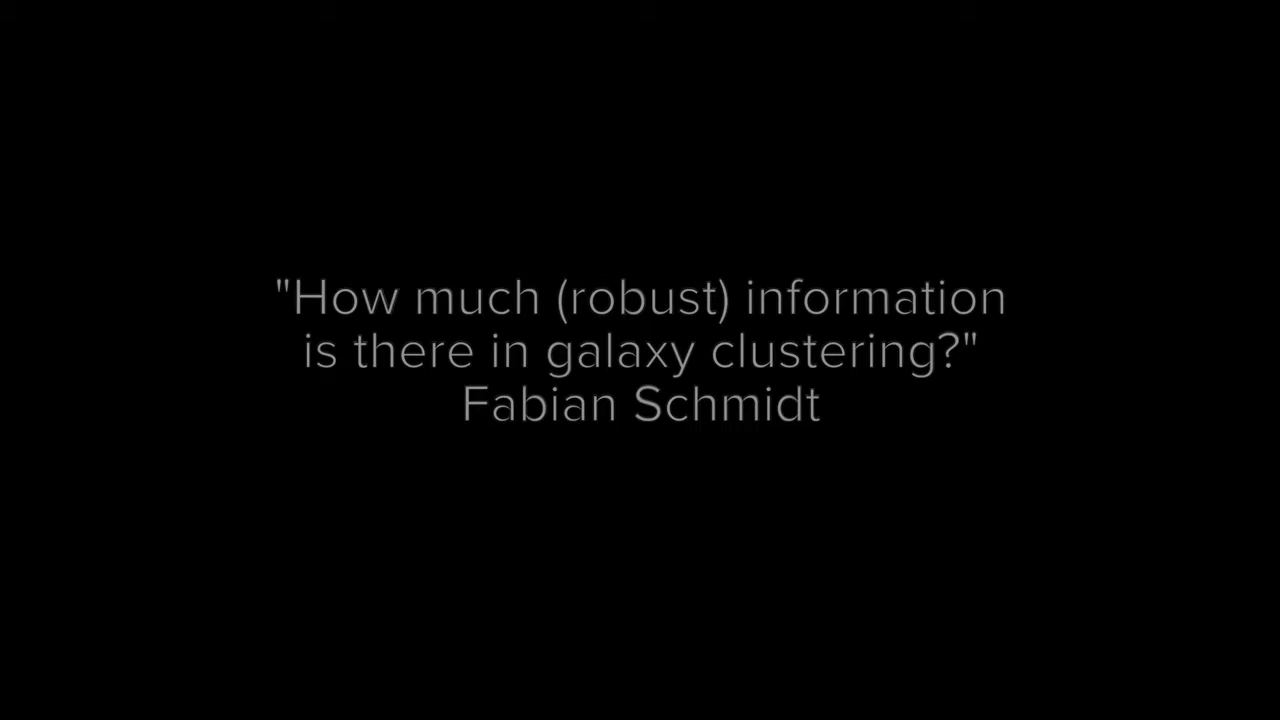 "How much (robust) information
is there in galaxy clustering?"
Fabian Schmidt